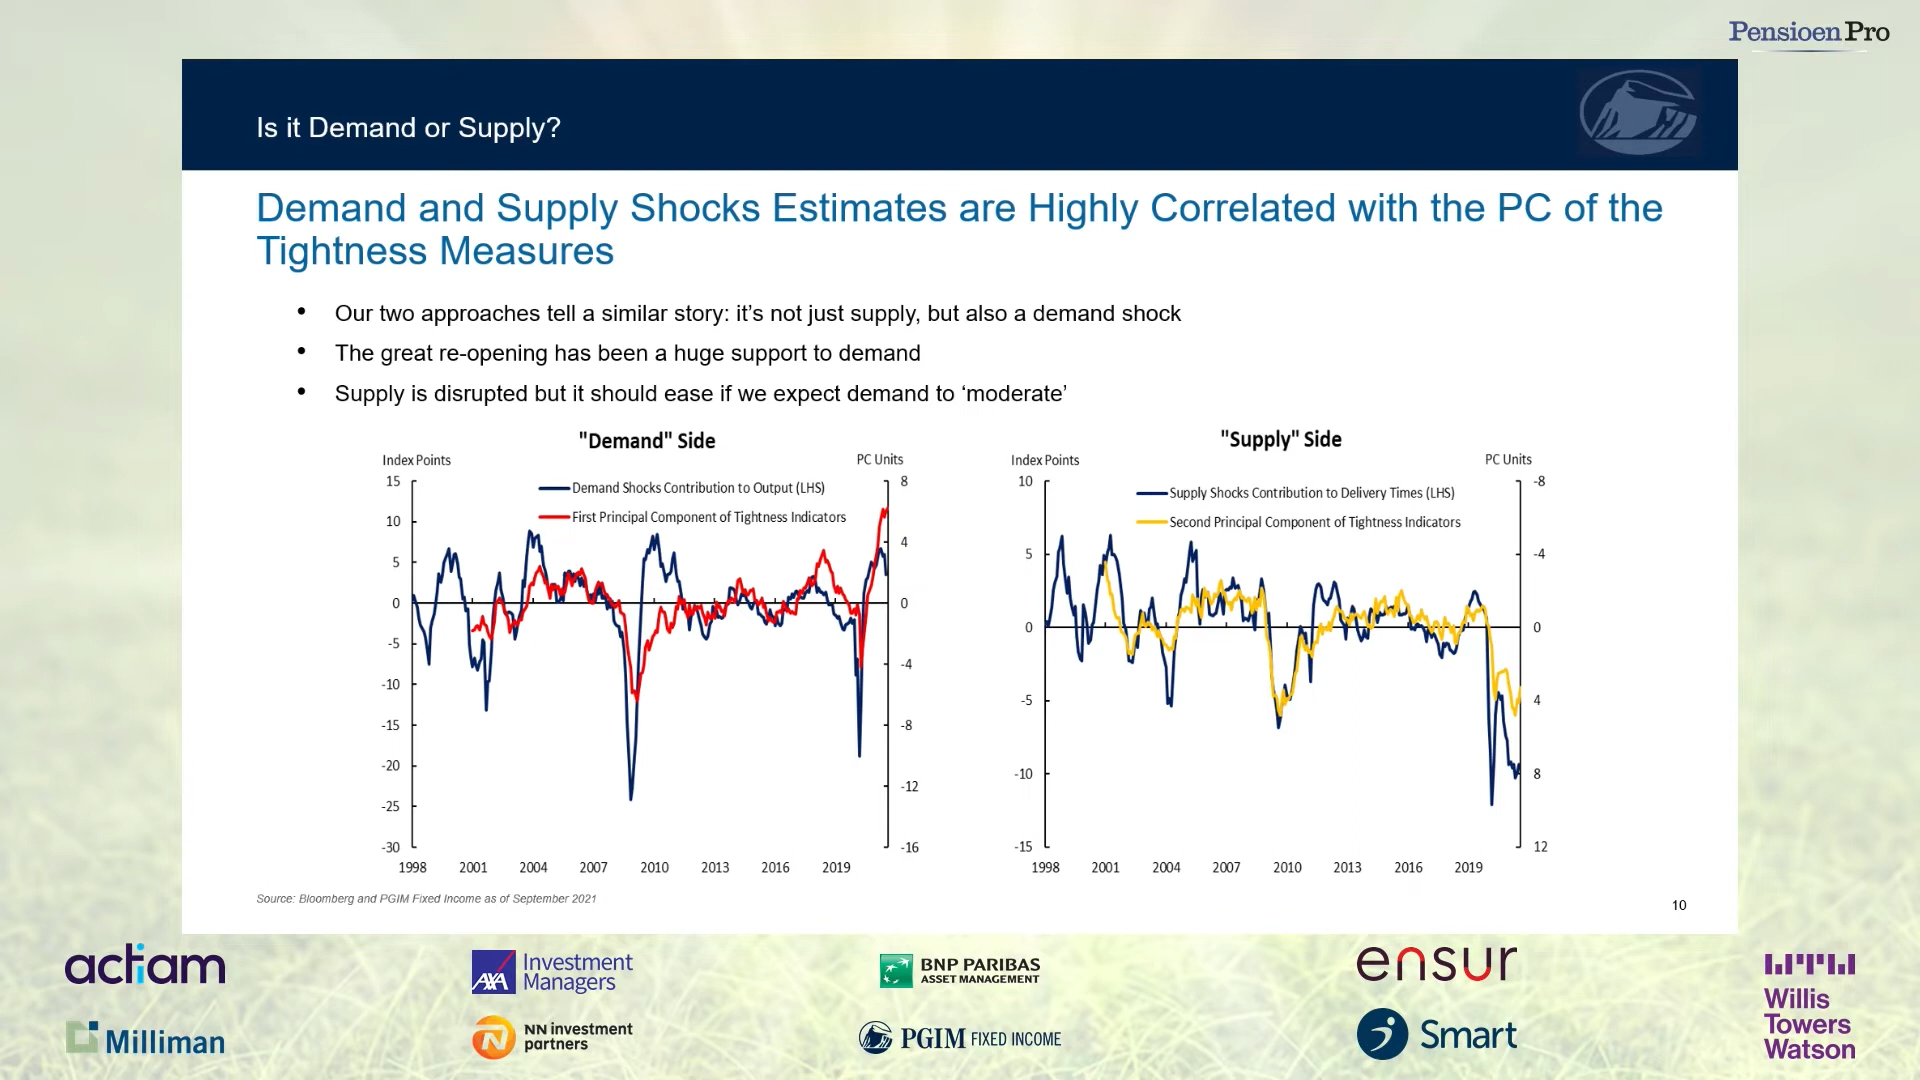 Pensioen Pro
Is it Demand or Supply?
Demand and Supply Shocks Estimates are Highly Correlated with the PC of the
Tightness Measures
• Our two approaches tell a similar story: it’s not just supply, but also a demand shock
• The great re-opening has been a huge support to demand
• Supply is disrupted but it should ease if we expect demand to ‘moderate’
"Demand" Side
Index Points
PC Units
Demand Shocks Contribution to Output (LHS)
First Principal Component of Tightness Indicators
15
10
5
0
-5
-10
-15
-20
-25
-30
8
4
0
-4
-8
-12
-16
1998 2001 2004 2007 2010 2013 2016 2019
"Supply" Side
Index Points
PC Units
Supply Shocks Contribution to Delivery Times (LHS)
Second Principal Component of Tightness Indicators
10
5
0
-5
-10
-15
-8
-4
0
4
8
12
1998 2001 2004 2007 2010 2013 2016 2019
Source: Bloomberg and PGIM Fixed Income as of September 2021
10
actiam
AXA
Investment
Managers
BNP PARIBAS
ASSET MANAGEMENT
ensur
Willis
Towers
Watson
Milliman
NN investment
partners
PGIM FIXED INCOME
Smart